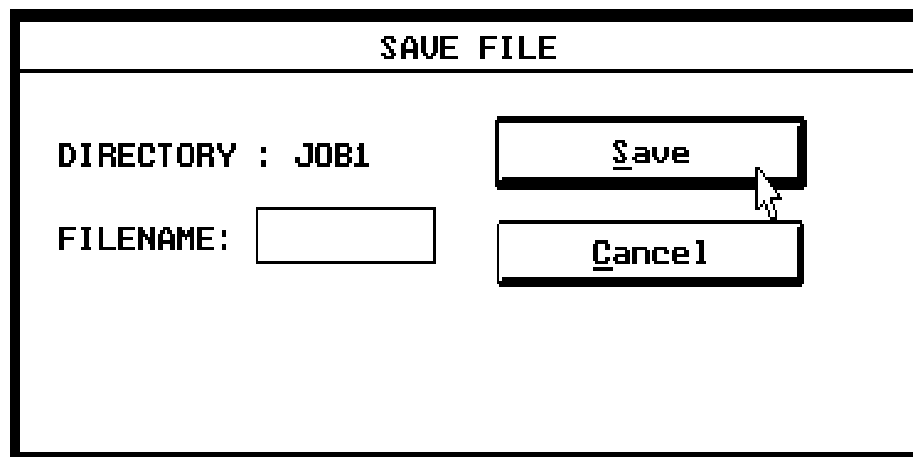 SAVE FILE
DIRECTORY : JOB1
Save
FILENAME:
Cancel